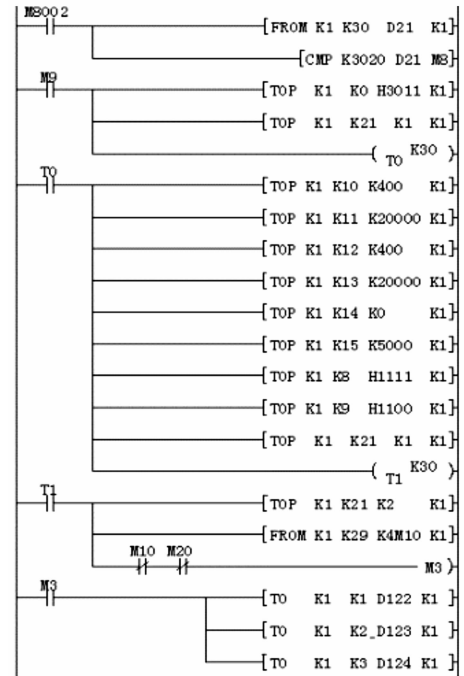 M8002
[FROM K1 K30 D21 K1]
[CMP K3020 D21 M8]
M9
[TOP K1 K0 H3011 K1]
[TOP K1 K21 K1 K1]
( T0 K30 )
T0
[TOP K1 K10 K400 K1]
[TOP K1 K11 K20000 K1]
[TOP K1 K12 K400 K1]
[TOP K1 K13 K20000 K1]
[TOP K1 K14 K0 K1]
[TOP K1 K15 K5000 K1]
[TOP K1 K8 H1111 K1]
[TOP K1 K9 H1100 K1]
[TOP K1 K21 K1 K1]
( T1 K30 )
T1
[TOP K1 K21 K2 K1]
[FROM K1 K29 K4M10 K1]
M10 M20
M3 )
M3
[TO K1 K1 D122 K1 ]
[TO K1 K2_D123 K1 ]
[TO K1 K3 D124 K1 ]